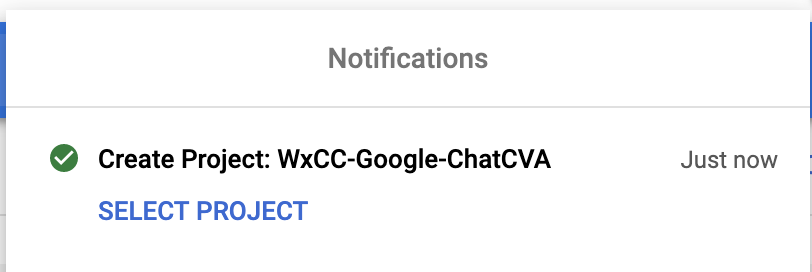 Notifications
Create Project: WxCC-Google-ChatCVA Just now
SELECT PROJECT